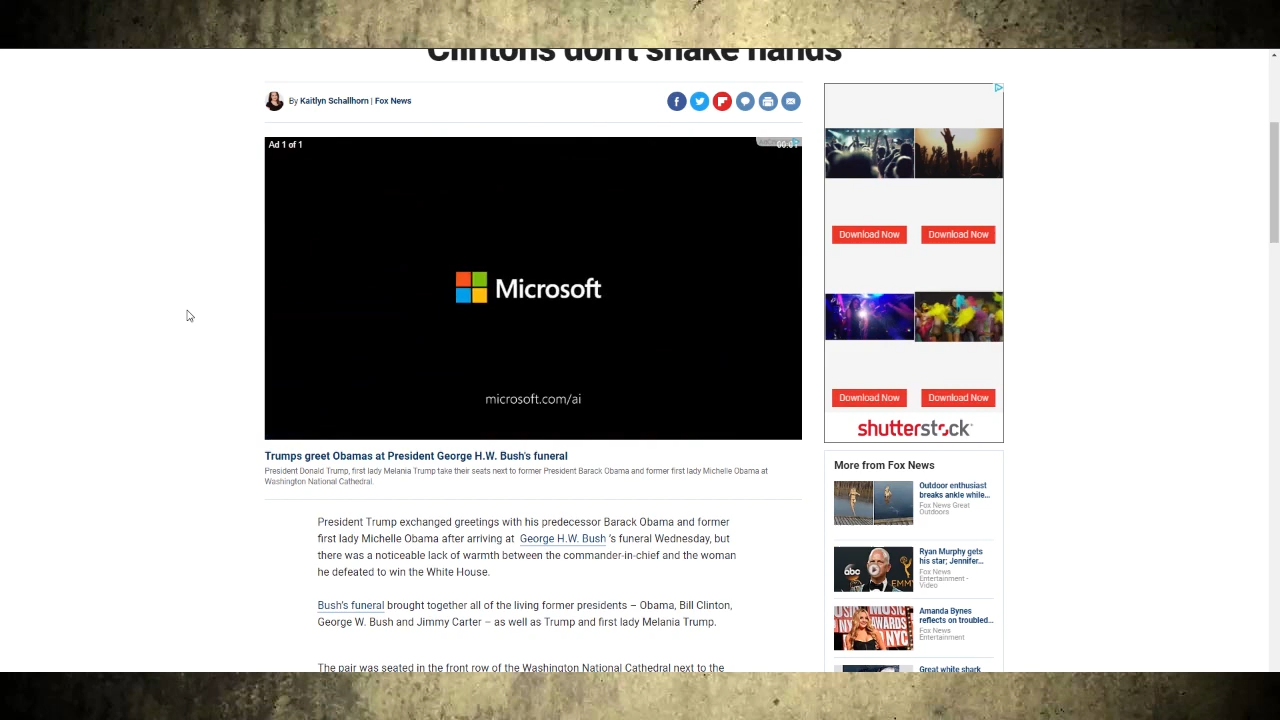 Clintons don't shake hands
By Kaitlyn Schallhorn | Fox News
Ad 1 of 1
00:01
Microsoft
microsoft.com/ai
Trumps greet Obamas at President George H.W. Bush's funeral
President Donald Trump, first lady Melania Trump take their seats next to former President Barack Obama and former first lady Michelle Obama at
Washington National Cathedral.
President Trump exchanged greetings with his predecessor Barack Obama and former
first lady Michelle Obama after arriving at George H.W. Bush 's funeral Wednesday, but
there was a noticeable lack of warmth between the commander-in-chief and the woman
he defeated to win the White House.
Bush's funeral brought together all of the living former presidents – Obama, Bill Clinton,
George W. Bush and Jimmy Carter – as well as Trump and first lady Melania Trump.
The pair was seated in the front row of the Washington National Cathedral next to the
Download Now
Download Now
Download Now
Download Now
shutterstock
More from Fox News
Outdoor enthusiast
breaks ankle while...
Fox News Great
Outdoors
abc
EMM
Ryan Murphy gets
his star; Jennifer...
Fox News
Entertainment -
Video
MUSIC
AWARDS
NYC
Amanda Bynes
reflects on troubled...
Fox News
Entertainment
Great white shark